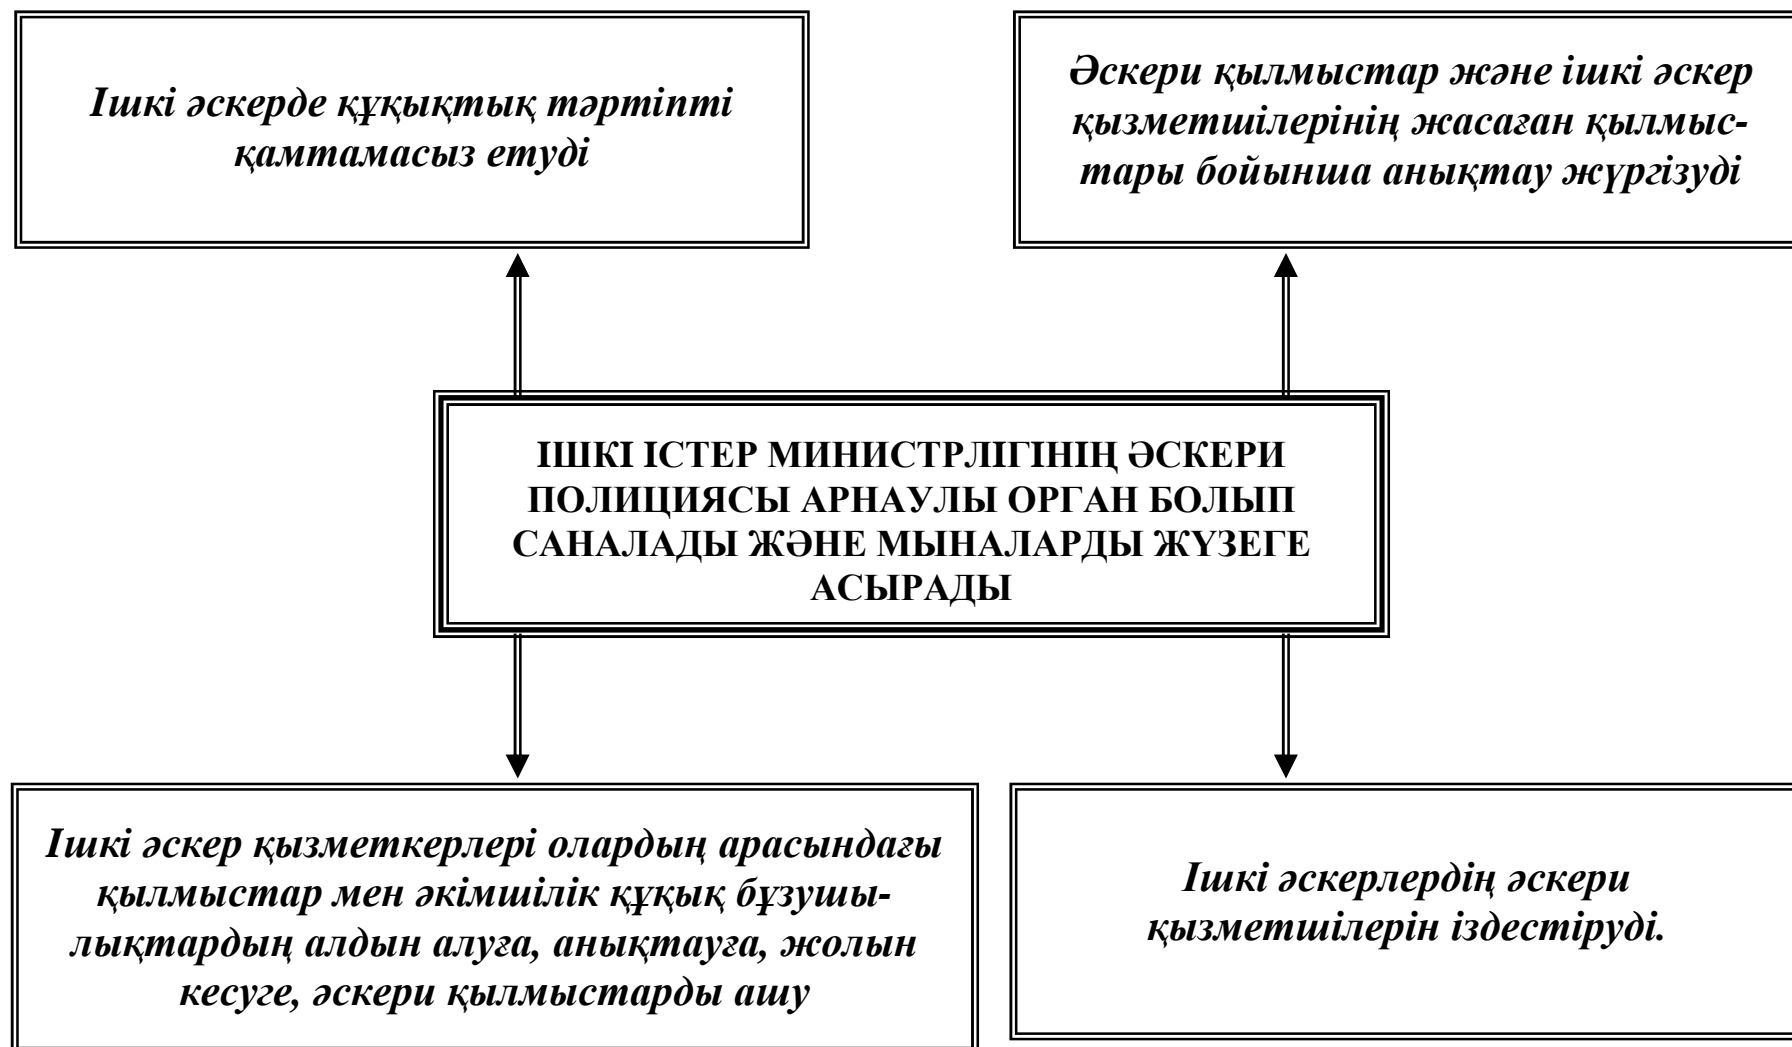 Ішкі әскерде құқықтық тәртіпті
қамтамасыз етуді
Әскери қылмыстар және ішкі әскер
қызметшілерінің жасаған қылмыс-
тары бойынша анықтау жүргізуді
ІШКІ ІСТЕР МИНИСТРЛІГІНІҢ ӘСКЕРИ
ПОЛИЦИЯСЫ АРНАУЛЫ ОРГАН БОЛЫП
САНАЛАДЫ ЖӘНЕ МЫНАЛАРДЫ ЖҮЗЕГЕ
АСЫРАДЫ
Ішкі әскер қызметкерлері олардың арасындағы
қылмыстар мен әкімшілік құқық бұзушы-
лықтардың алдын алуға, анықтауға, жолын
кесуге, әскери қылмыстарды ашу
Ішкі әскерлердің әскери
қызметшілерін іздестіруді.